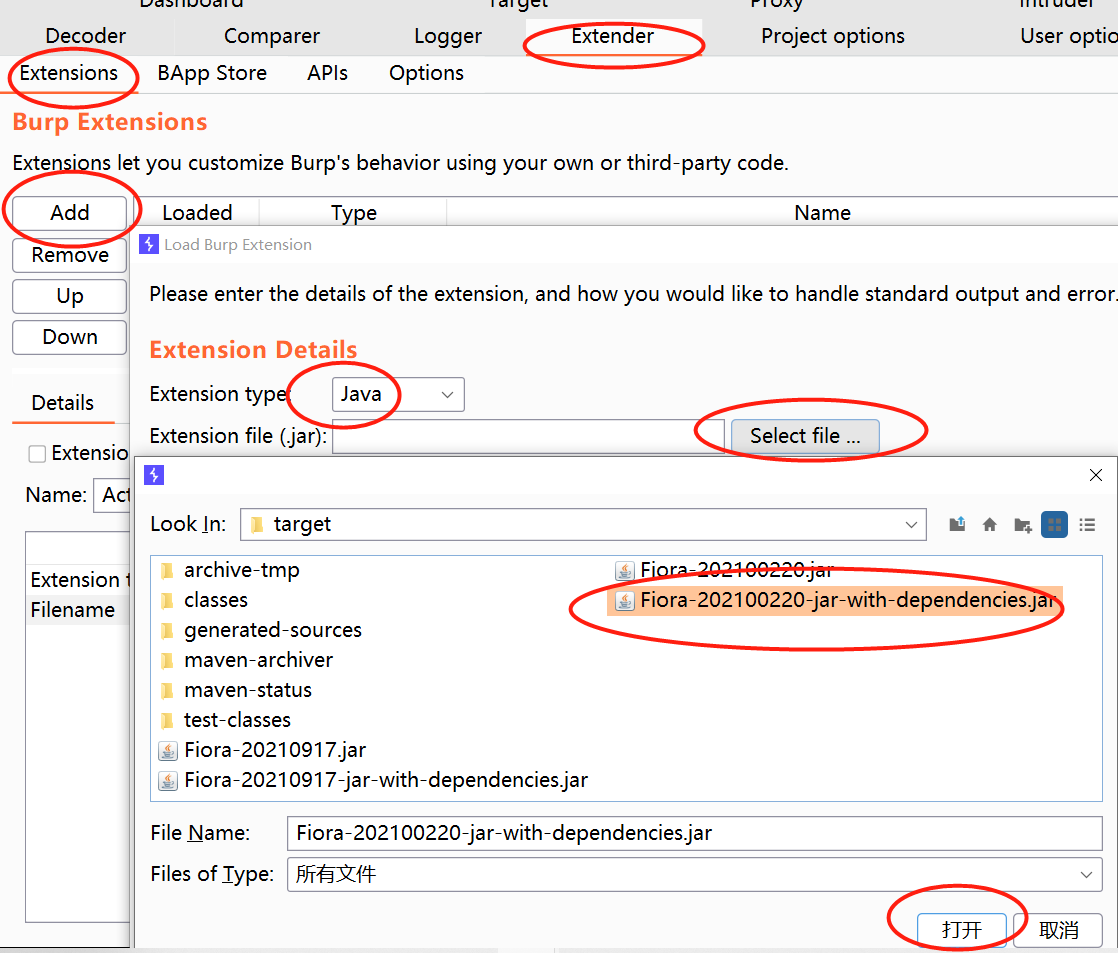 Dashboard Target Proxy Intruder
Decoder Comparer Logger Extender Project options User optio
Extensions BApp Store APIs Options
Burp Extensions
Extensions let you customize Burp's behavior using your own or third-party code.
Add Loaded Type Name
Remove
Up
Down
Details
Extensio
Name: Act
Extension t
Filename
Load Burp Extension
Please enter the details of the extension, and how you would like to handle standard output and error.
Extension Details
Extension type: Java
Extension file (.jar): Select file ...
Look In: target
archive-tmp
classes
generated-sources
maven-archiver
maven-status
test-classes
Fiora-20210917.jar
Fiora-20210917-jar-with-dependencies.jar
Fiora-202100220.jar
Fiora-202100220-jar-with-dependencies.jar
File Name: Fiora-202100220-jar-with-dependencies.jar
Files of Type: 所有文件
打开 取消